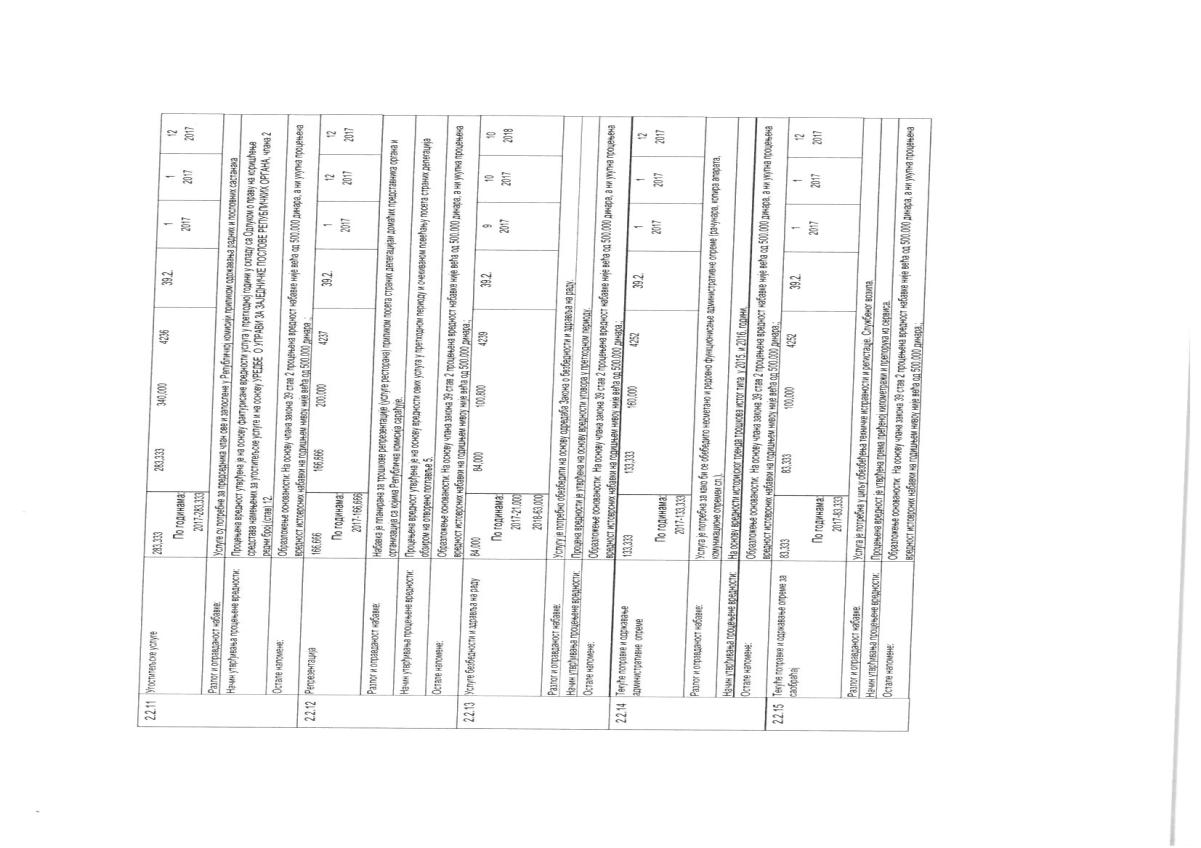 2.2.11 Угоститељске услуге 283,333 283,333 340,000 4236 39.2. 1 1 12
2017 2017 2017
По годинама:
2017-283,333
Разлог и оправданост набавке: Услуге су потребне за председника члан ове и запослене у Републичкој комисији приликом одржавања радних и пословних састанака
Начин утврђивања процењене вредности: Процењена вредност утврђена је на основу фактурисане вредности услуга у претходној години у складу са Одлуком о праву на коришћење
средстава намењених за угоститељске услуге и на основу УРЕДБЕ О УПРАВИ ЗА ЗАЈЕДНИЧКЕ ПОСЛОВЕ РЕПУБЛИЧКИХ ОРГАНА, члана 2
редни број (став) 12.
Остале напомене: Образложење основаности: На основу члана закона 39 став 2 процењена вредност набавке није већа од 500.000 динара, а ни укупна процењена
вредност истоврсних набавки на годишњем нивоу није већа од 500.000 динара.;
2.2.12 Репрезентација 166,666 166,666 200,000 4237 39.2. 1 12 12
2017 2017 2017
По годинама:
2017-166,666
Разлог и оправданост набавке: Набавка је планирана за трошкове репрезентације (услуге ресторана) приликом посета страних делегација домаћих представника органа и
организација са којима Републичка комисија сарађује.
Начин утврђивања процењене вредности: Процењена вредност утврђена је на основу вредности ових услуга у претходном периоду и очекиваном повећању посета страних делегација
обзиром на отворено поглавље 5.
Остале напомене: Образложење основаности: На основу члана закона 39 став 2 процењена вредност набавке није већа од 500.000 динара, а ни укупна процењена
вредност истоврсних набавки на годишњем нивоу није већа од 500.000 динара.;
2.2.13 Услуге безбедности и здравља на раду 84,000 84,000 100,800 4239 39.2. 9 10 10
2017 2017 2018
По годинама:
2017-21,000
2018-63,000
Разлог и оправданост набавке: Услугу је потребно обезбедити на основу одредаба Закона о безбедности и здравља на раду.
Начин утврђивања процењене вредности: Процена вредности је утврђена на основу вредности уговора у претходном периоду.
Остале напомене: Образложење основаности: На основу члана закона 39 став 2 процењена вредност набавке није већа од 500.000 динара, а ни укупна процењена
вредност истоврсних набавки на годишњем нивоу није већа од 500.000 динара.;
2.2.14 Текуће поправке и одржавање 133,333 133,333 160,000 4252 39.2. 1 1 12
административне опреме 2017 2017 2017
По годинама:
2017-133,333
Разлог и оправданост набавке: Услуга је потребна за како би се обезбедило несметано и редовно функционисање административне опреме (рачунара, копира апарата,
комуникационе опремеи сл.).
Начин утврђивања процењене вредности: На основу вредности историског тренда трошкова истог типа у 2015. и 2016. години.
Остале напомене: Образложење основаности: На основу члана закона 39 став 2 процењена вредност набавке није већа од 500.000 динара, а ни укупна процењена
вредност истоврсних набавки на годишњем нивоу није већа од 500.000 динара.;
2.2.15 Текуће поправке и одржавање опреме за 83,333 83,333 100,000 4252 39.2. 1 1 12
саобраћај 2017 2017 2017
По годинама:
2017-83,333
Разлог и оправданост набавке: Услуга је потребна у циљу обезбеђења техничке исправности и регистације. Службеног возила.
Начин утврђивања процењене вредности: Процењена вредност је утврђена према пређеној километражи и препорука из сервиса.
Остале напомене: Образложење основаности: На основу члана закона 39 став 2 процењена вредност набавке није већа од 500.000 динара, а ни укупна процењена
вредност истоврсних набавки на годишњем нивоу није већа од 500.000 динара.;